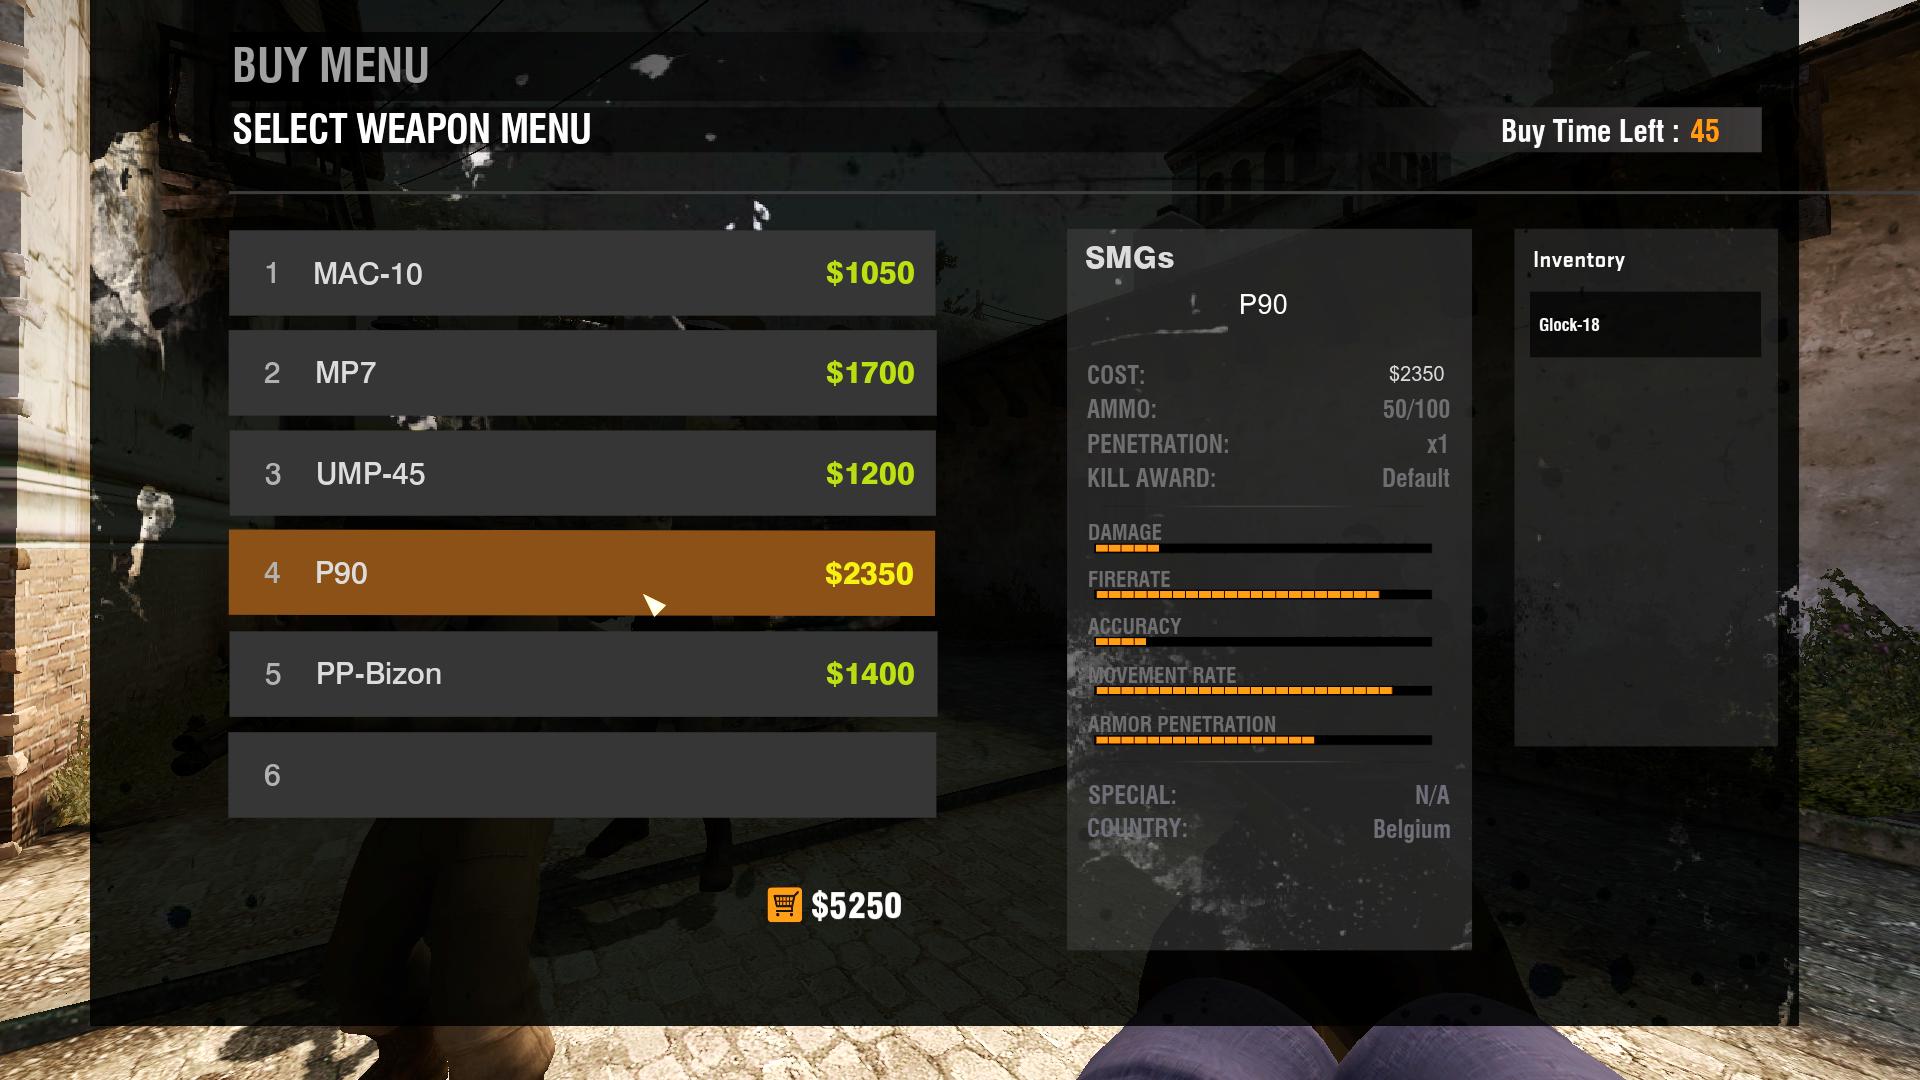 BUY MENU
SELECT WEAPON MENU
Buy Time Left : 45
1 MAC-10 $1050
2 MP7 $1700
3 UMP-45 $1200
4 P90 $2350
5 PP-Bizon $1400
6
$5250
SMGs
P90
COST: $2350
AMMO: 50/100
PENETRATION: x1
KILL AWARD: Default
DAMAGE
FIRERATE
ACCURACY
MOVEMENT RATE
ARMOR PENETRATION
SPECIAL: N/A
COUNTRY: Belgium
Inventory
Glock-18